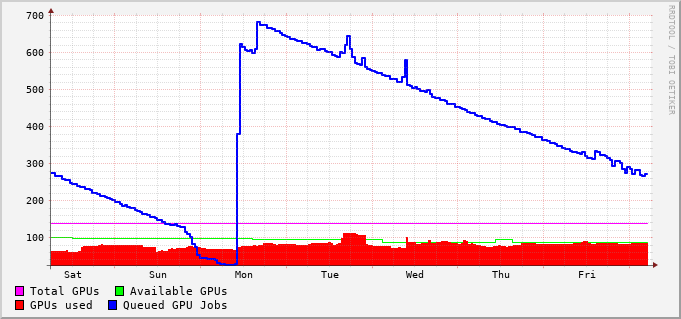 700
600
500
400
300
200
100
Sat Sun Mon Tue Wed Thu Fri
Total GPUs Available GPUs
GPUs used Queued GPU Jobs
RRDTOOL / TOBI OETIKER